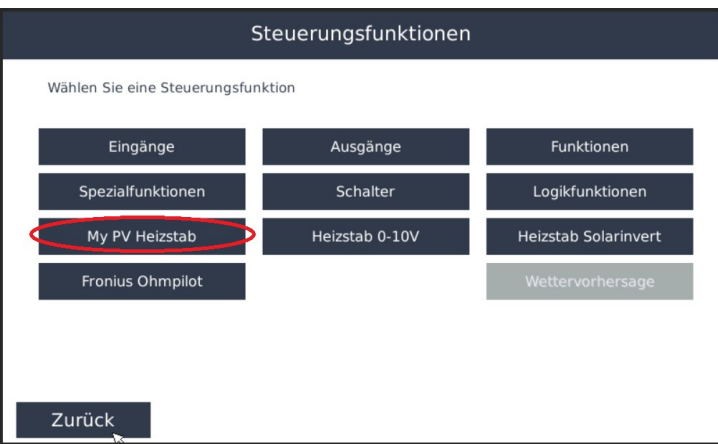 Steuerungsfunktionen
Wählen Sie eine Steuerungsfunktion
Eingänge
Ausgänge
Funktionen
Spezialfunktionen
Schalter
Logikfunktionen
My PV Heizstab
Heizstab 0-10V
Heizstab Solarinvert
Fronius Ohmpilot
Wettervorhersage
Zurück